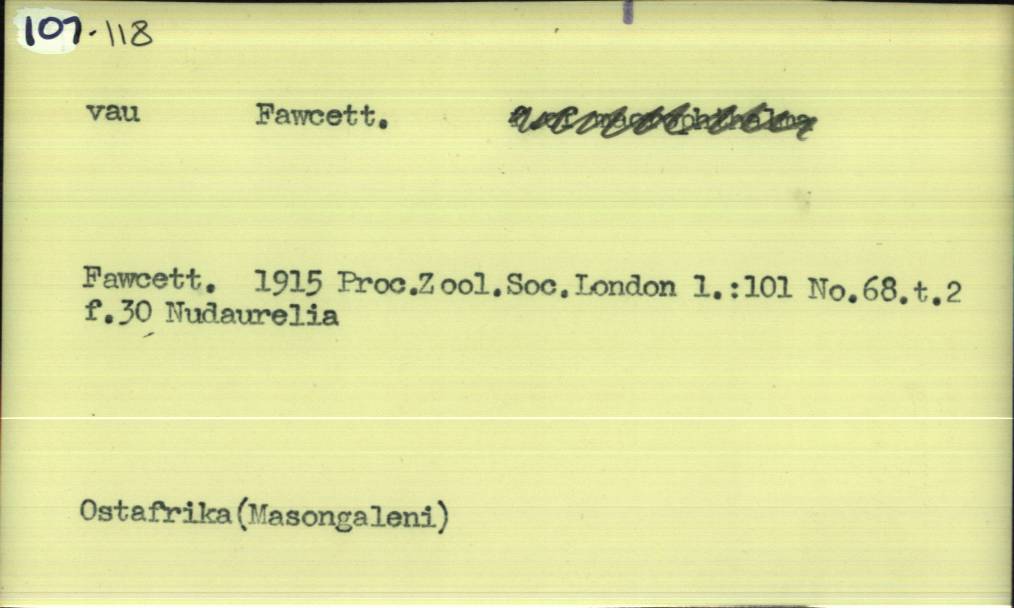 107.118
vau Fawcett.
Fawcett. 1915 Proc.Zool.Soc.London 1.:101 No.68.t.2
f.30 Nudaurelia
Ostafrika(Masongaleni)